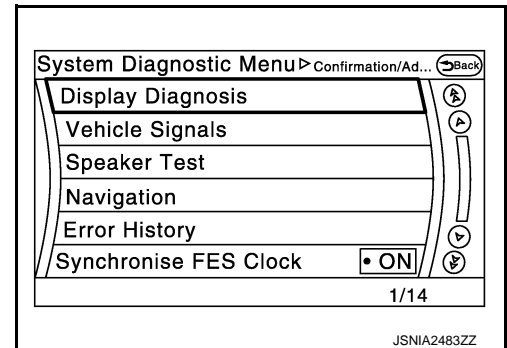 System Diagnostic Menu ▷ Confirmation/Ad... Back
Display Diagnosis
Vehicle Signals
Speaker Test
Navigation
Error History
Synchronise FES Clock • ON
1/14
JSNIA2483ZZ